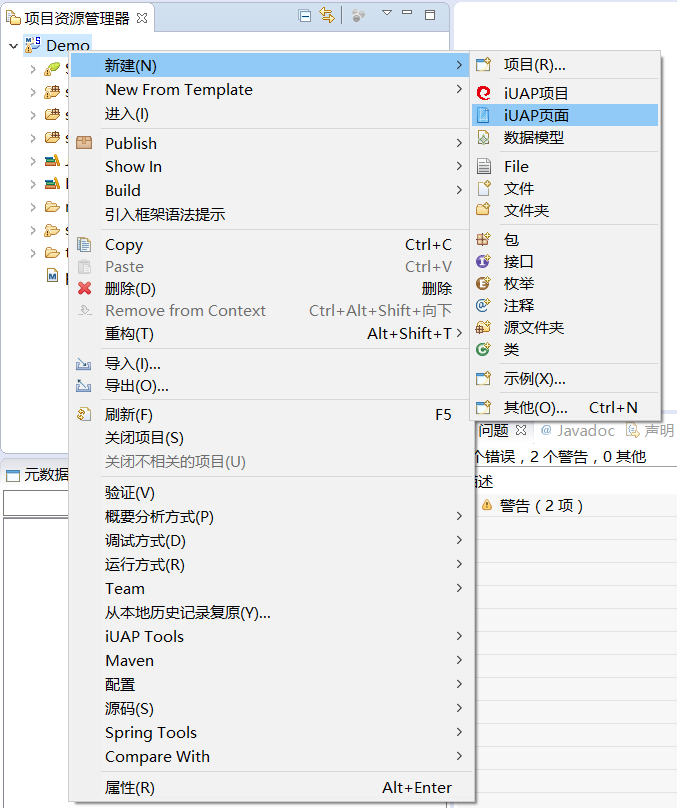 项目资源管理器
Demo
新建(N)
New From Template
进入(I)
Publish
Show In
Build
引入框架语法提示
Copy Ctrl+C
Paste Ctrl+V
删除(D) 删除
Remove from Context Ctrl+Alt+Shift+向下
重构(T) Alt+Shift+T
导入(I)...
导出(O)...
刷新(F) F5
关闭项目(S)
关闭不相关的项目(U)
验证(V)
概要分析方式(P)
调试方式(D)
运行方式(R)
Team
从本地历史记录复原(Y)...
iUAP Tools
Maven
配置
源码(S)
Spring Tools
Compare With
属性(R) Alt+Enter
项目(R)...
iUAP项目
iUAP页面
数据模型
File
文件
文件夹
包
接口
枚举
注释
源文件夹
类
示例(X)...
其他(O)... Ctrl+N
元数据
问题 Javadoc 声明
个错误，2 个警告，0 其他
述
警告（2 项）